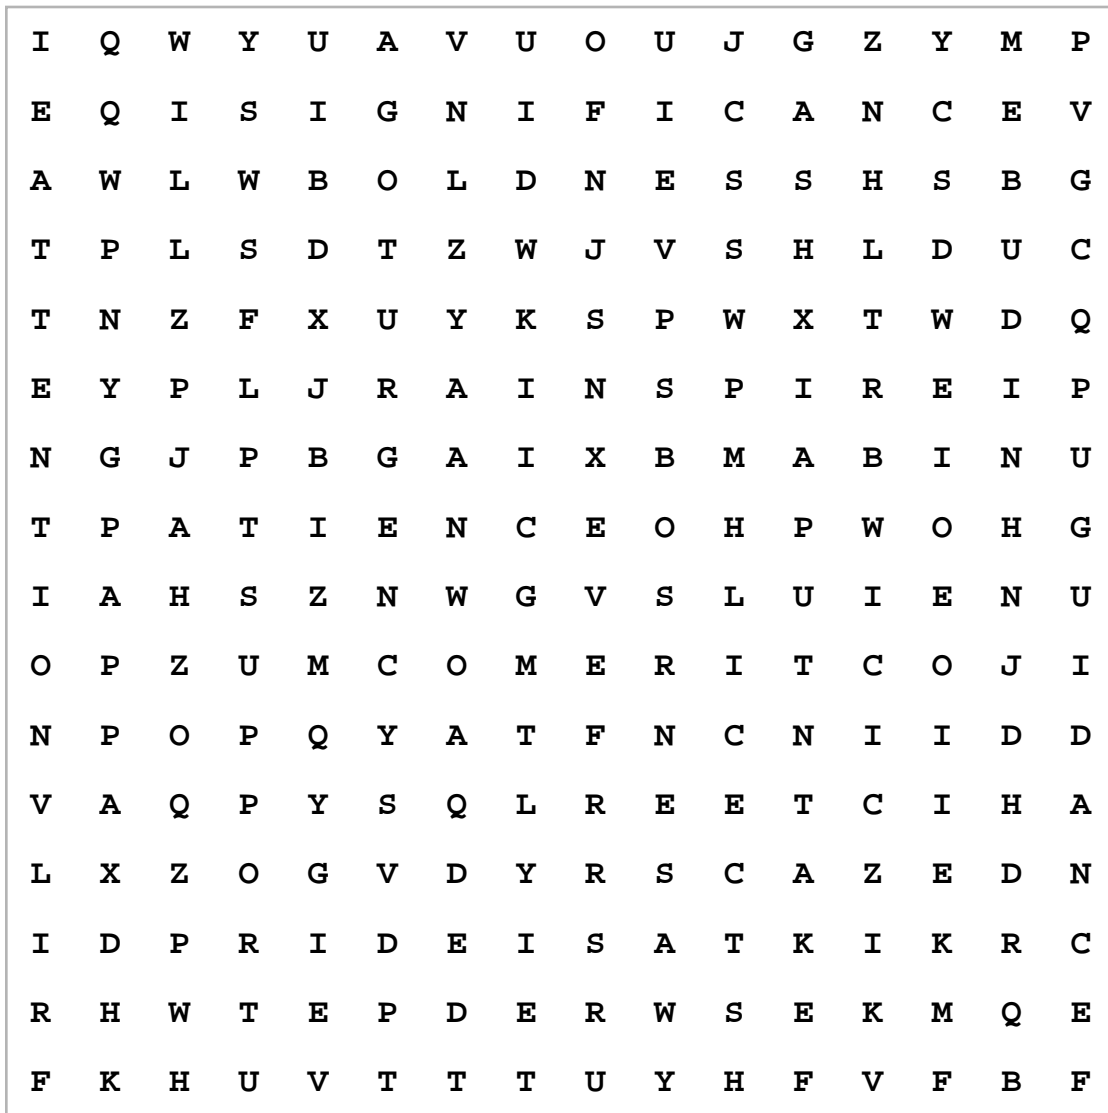 I Q W Y U A V U O U J G Z Y M P
E Q I S I G N I F I C A N C E V
A W L W B O L D N E S S H S B G
T P L S D T Z W J V S H L D U C
T N Z F X U Y K S P W X T W D Q
E Y P L J R A I N S P I R E I P
N G J P B G A I X B M A B I N U
T P A T I E N C E O H P W O H G
I A H S Z N W G V S L U I E N U
O P Z U M C O M E R I T C O J I
N P O P Q Y A T F N C N I I D D
V A Q P Y S Q L R E E T C I H A
L X Z O G V D Y R S C A Z E D N
I D P R I D E I S A T K I K R C
R H W T E P D E R W S E K M Q E
F K H U V T T T U Y H F V F B F